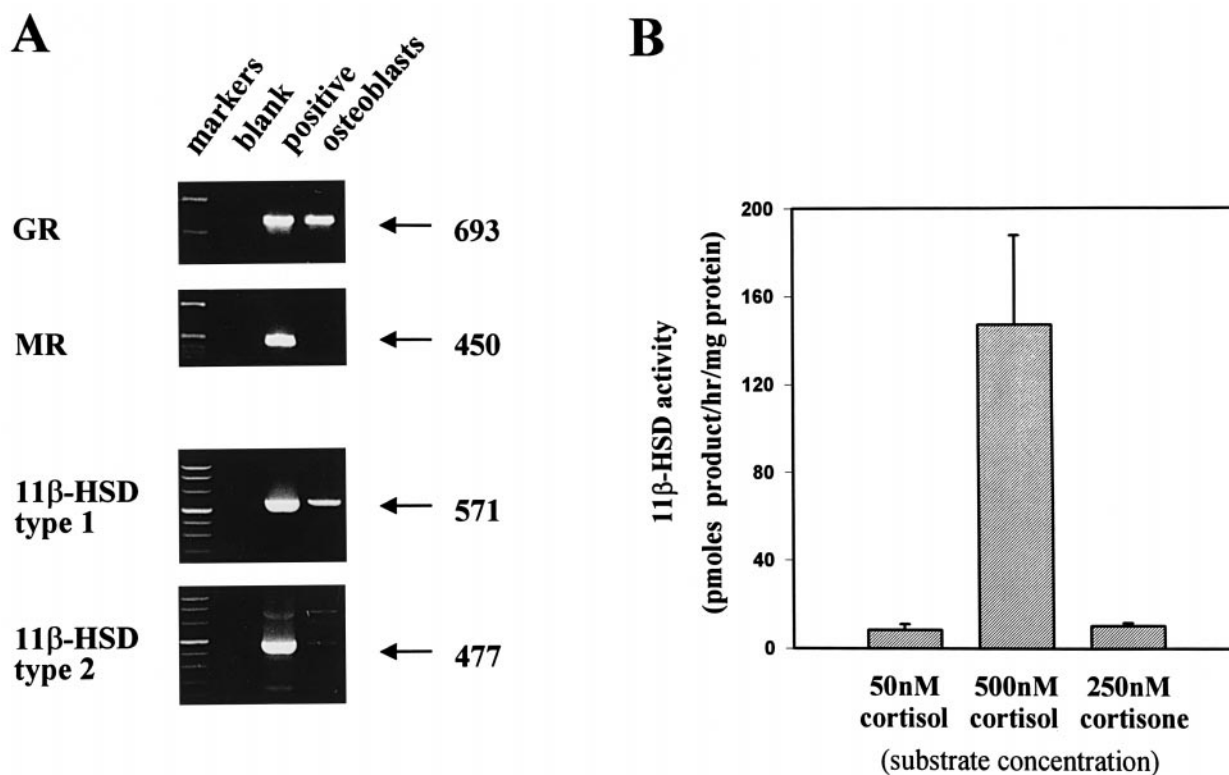 A
markers
blank
positive
osteoblasts
GR
693
MR
450
11β-HSD
type 1
571
11β-HSD
type 2
477
B
11β-HSD activity
(pmoles product/hr/mg protein)
200
160
120
80
40
0
50nM 500nM 250nM
cortisol cortisol cortisone
(substrate concentration)